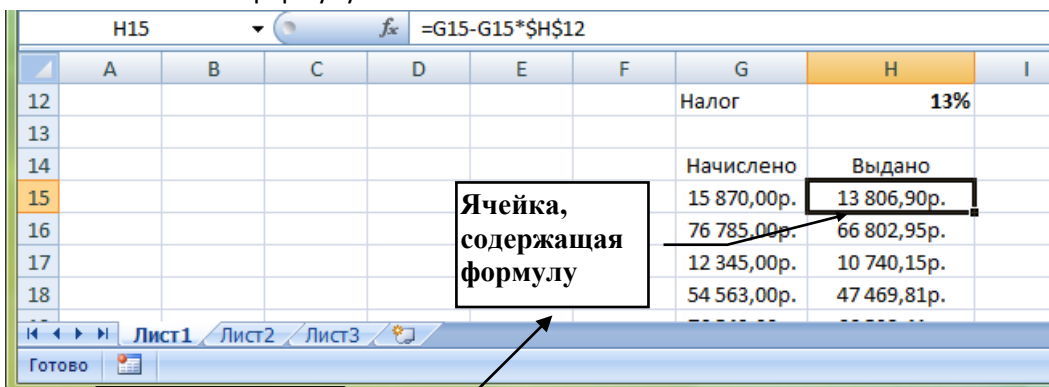 H15 fx =G15-G15*$H$12
A B C D E F G H I
12 Налог 13%
13
14 Начислено Выдано
15 15 870,00р. 13 806,90р.
16 76 785,00р. 66 802,95р.
17 12 345,00р. 10 740,15р.
18 54 563,00р. 47 469,81р.
Ячейка,
содержащая
формулу
Лист1 Лист2 Лист3
Готово